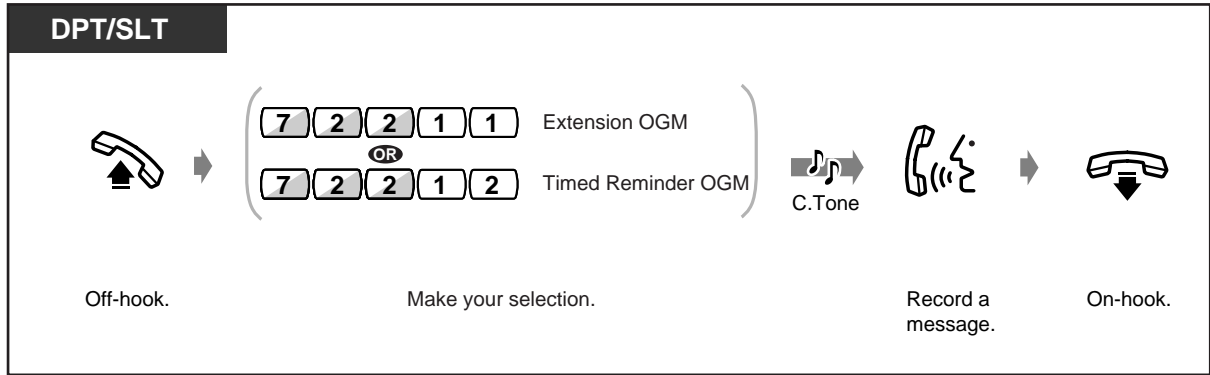 DPT/SLT
7 2 2 1 1 Extension OGM
OR
7 2 2 1 2 Timed Reminder OGM
C.Tone
Off-hook.
Make your selection.
Record a
message.
On-hook.